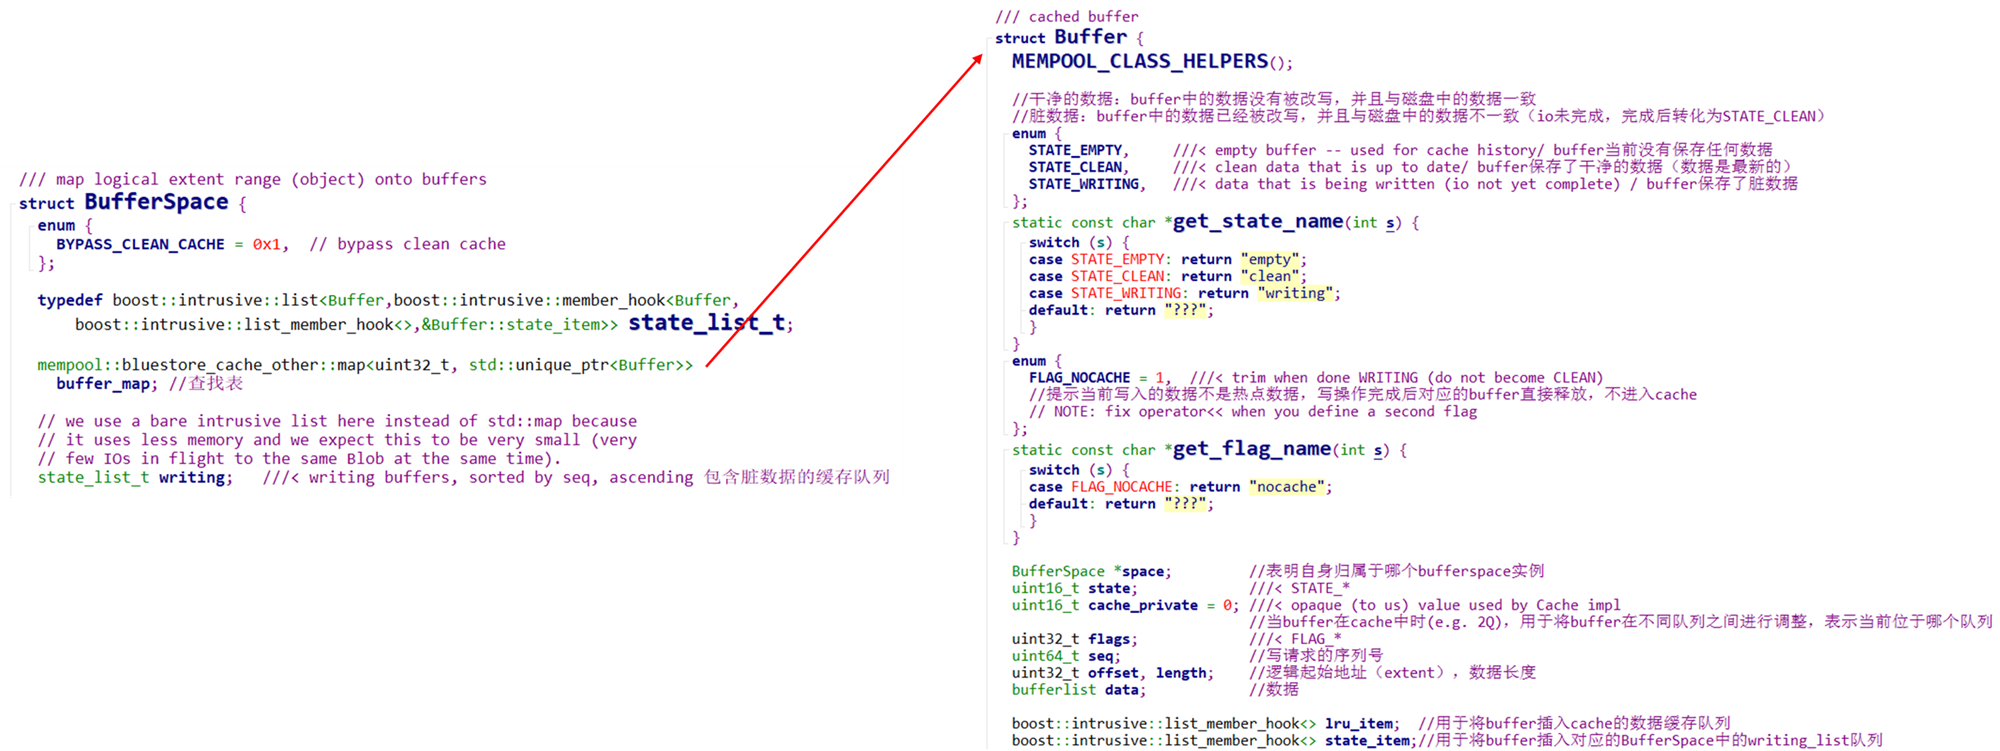 /// map logical extent range (object) onto buffers
struct BufferSpace {
enum {
BYPASS_CLEAN_CACHE = 0x1,  // bypass clean cache
};
typedef boost::intrusive::list<Buffer,boost::intrusive::member_hook<Buffer,
boost::intrusive::list_member_hook<>,&Buffer::state_item>> state_list_t;
mempool::bluestore_cache_other::map<uint32_t, std::unique_ptr<Buffer>>
buffer_map; //查找表
// we use a bare intrusive list here instead of std::map because
// it uses less memory and we expect this to be very small (very
// few IOs in flight to the same Blob at the same time).
state_list_t writing;   ///< writing buffers, sorted by seq, ascending 包含脏数据的缓存队列
/// cached buffer
struct Buffer {
MEMPOOL_CLASS_HELPERS();
//干净的数据：buffer中的数据没有被改写，并且与磁盘中的数据一致
//脏数据：buffer中的数据已经被改写，并且与磁盘中的数据不一致（io未完成，完成后转化为STATE_CLEAN）
enum {
STATE_EMPTY,     ///< empty buffer -- used for cache history/ buffer当前没有保存任何数据
STATE_CLEAN,     ///< clean data that is up to date/ buffer保存了干净的数据（数据是最新的）
STATE_WRITING,   ///< data that is being written (io not yet complete) / buffer保存了脏数据
};
static const char *get_state_name(int s) {
switch (s) {
case STATE_EMPTY: return "empty";
case STATE_CLEAN: return "clean";
case STATE_WRITING: return "writing";
default: return "???";
}
}
enum {
FLAG_NOCACHE = 1,  ///< trim when done WRITING (do not become CLEAN)
//提示当前写入的数据不是热点数据，写操作完成后对应的buffer直接释放，不进入cache
// NOTE: fix operator<< when you define a second flag
};
static const char *get_flag_name(int s) {
switch (s) {
case FLAG_NOCACHE: return "nocache";
default: return "???";
}
}
BufferSpace *space;         //表明自身归属于哪个bufferspace实例
uint16_t state;             ///< STATE_*
uint16_t cache_private = 0; ///< opaque (to us) value used by Cache impl
//当buffer在cache中时(e.g. 2Q)，用于将buffer在不同队列之间进行调整，表示当前位于哪个队列
uint32_t flags;             ///< FLAG_*
uint64_t seq;               //写请求的序列号
uint32_t offset, length;    //逻辑起始地址（extent），数据长度
bufferlist data;            //数据
boost::intrusive::list_member_hook<> lru_item;  //用于将buffer插入cache的数据缓存队列
boost::intrusive::list_member_hook<> state_item;//用于将buffer插入对应的BufferSpace中的writing_list队列